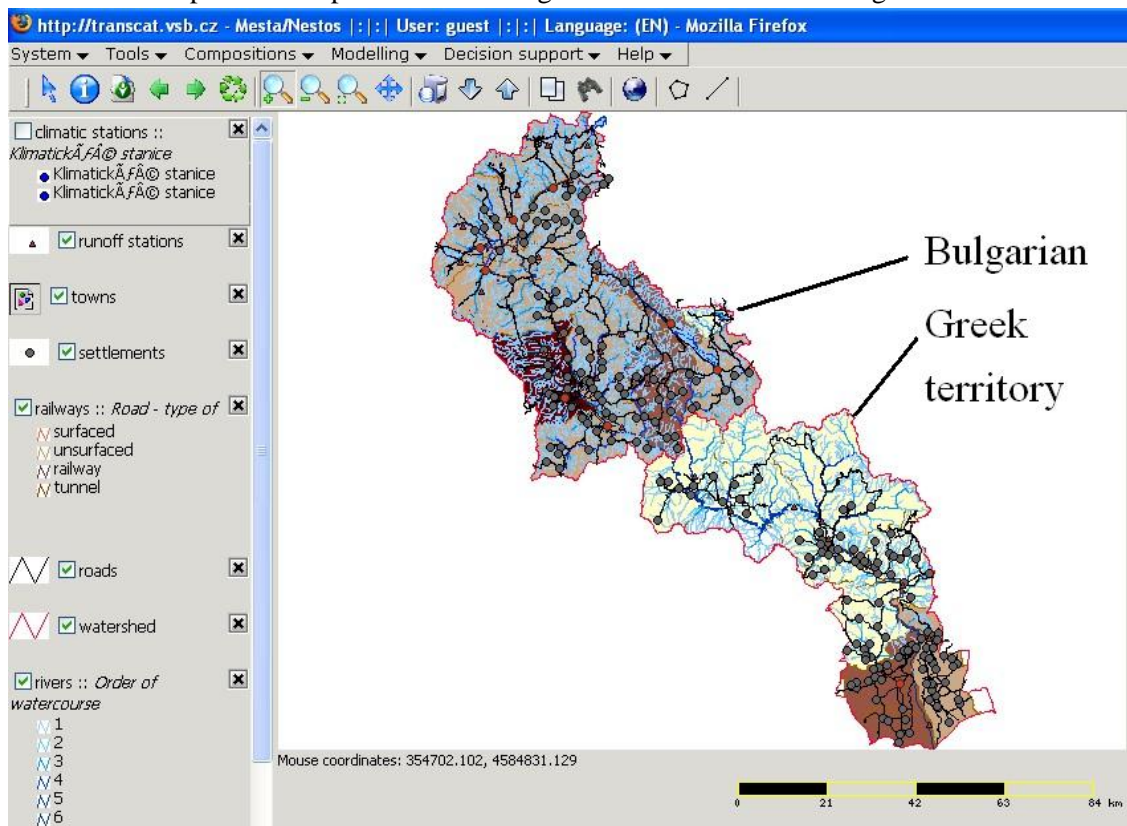 http://transcat.vsb.cz - Mesta/Nestos |:|:| User: guest |:|:| Language: (EN) - Mozilla Firefox
System Tools Compositions Modelling Decision support Help
climatic stations ::
KlimatickÃƒÂ© stanice
KlimatickÃƒÂ© stanice
KlimatickÃƒÂ© stanice
runoff stations
towns
settlements
railways :: Road - type of
surfaced
unsurfaced
railway
tunnel
roads
watershed
rivers :: Order of
watercourse
1
2
3
4
5
6
Bulgarian
Greek
territory
Mouse coordinates: 354702.102, 4584831.129
0 21 42 63 84 km